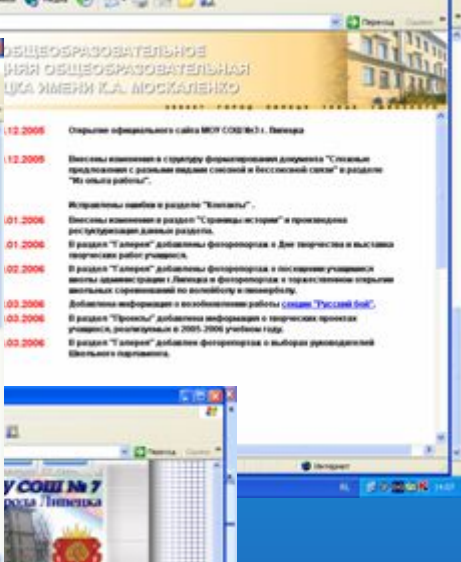 Переход
ОБЩЕОБРАЗОВАТЕЛЬНОЕ
ДНЯЯ ОБЩЕОБРАЗОВАТЕЛЬНАЯ
ИМЕНИ К.А. МОСКАЛЕНКО
.12.2005 Открытие официального сайта МОУ СОШ №3 г. Липецка
.12.2005 Внесены изменения в структуру форматирования документа "Сложные
предложения с разными видами союзной и бессоюзной связи" в разделе
"Из опыта работы".
Исправлены ошибки в разделе "Контакты" .
.01.2006 Внесены изменения в раздел "Страницы истории" и произведена
реструктуризация данных раздела.
.01.2006 В раздел "Галерея" добавлены фоторепортаж о Дне творчества и выставка
творческих работ учащихся.
.02.2006 В раздел "Галерея" добавлены фоторепортаж о посещении учащимися
школы администрации г. Липецка и фоторепортаж о торжественном открытии
школьных соревнований по волейболу и пионерболу.
.03.2006 Добавлена информация о возобновлении работы секции "Русский бой".
.03.2006 В раздел "Проекты" добавлена информация о творческих проектах
учащихся, реализуемых в 2005-2006 учебном году.
.03.2006 В раздел "Галерея" добавлен фоторепортаж о выборах руководителей
Школьного парламента.
Интернет
Переход
У СОШ № 7
рода Липецка